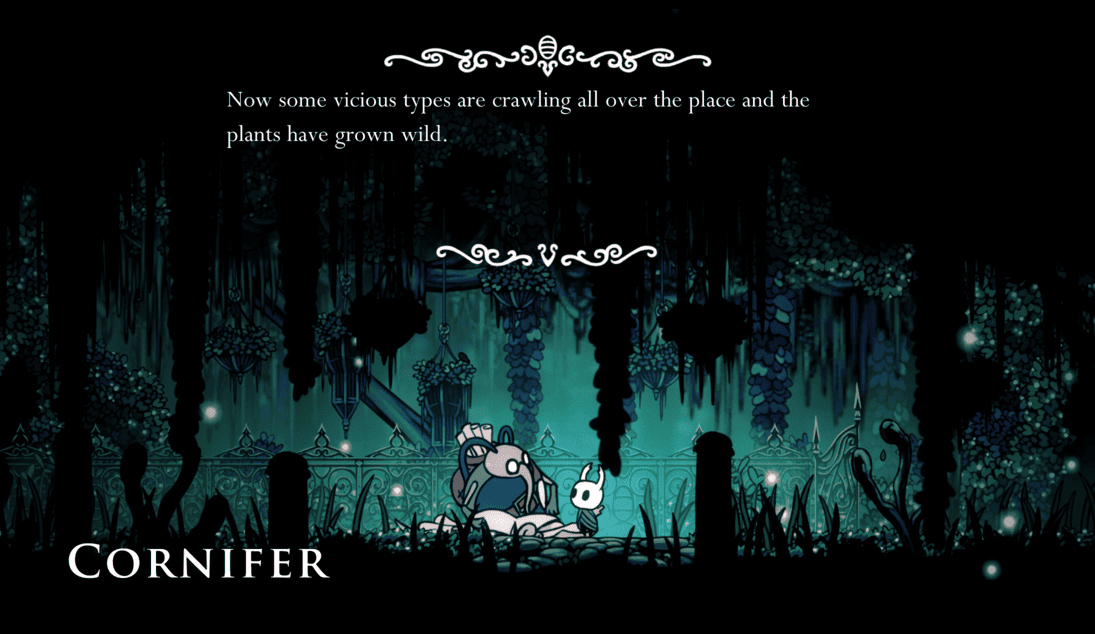 Now some vicious types are crawling all over the place and the
plants have grown wild.
CORNIFER